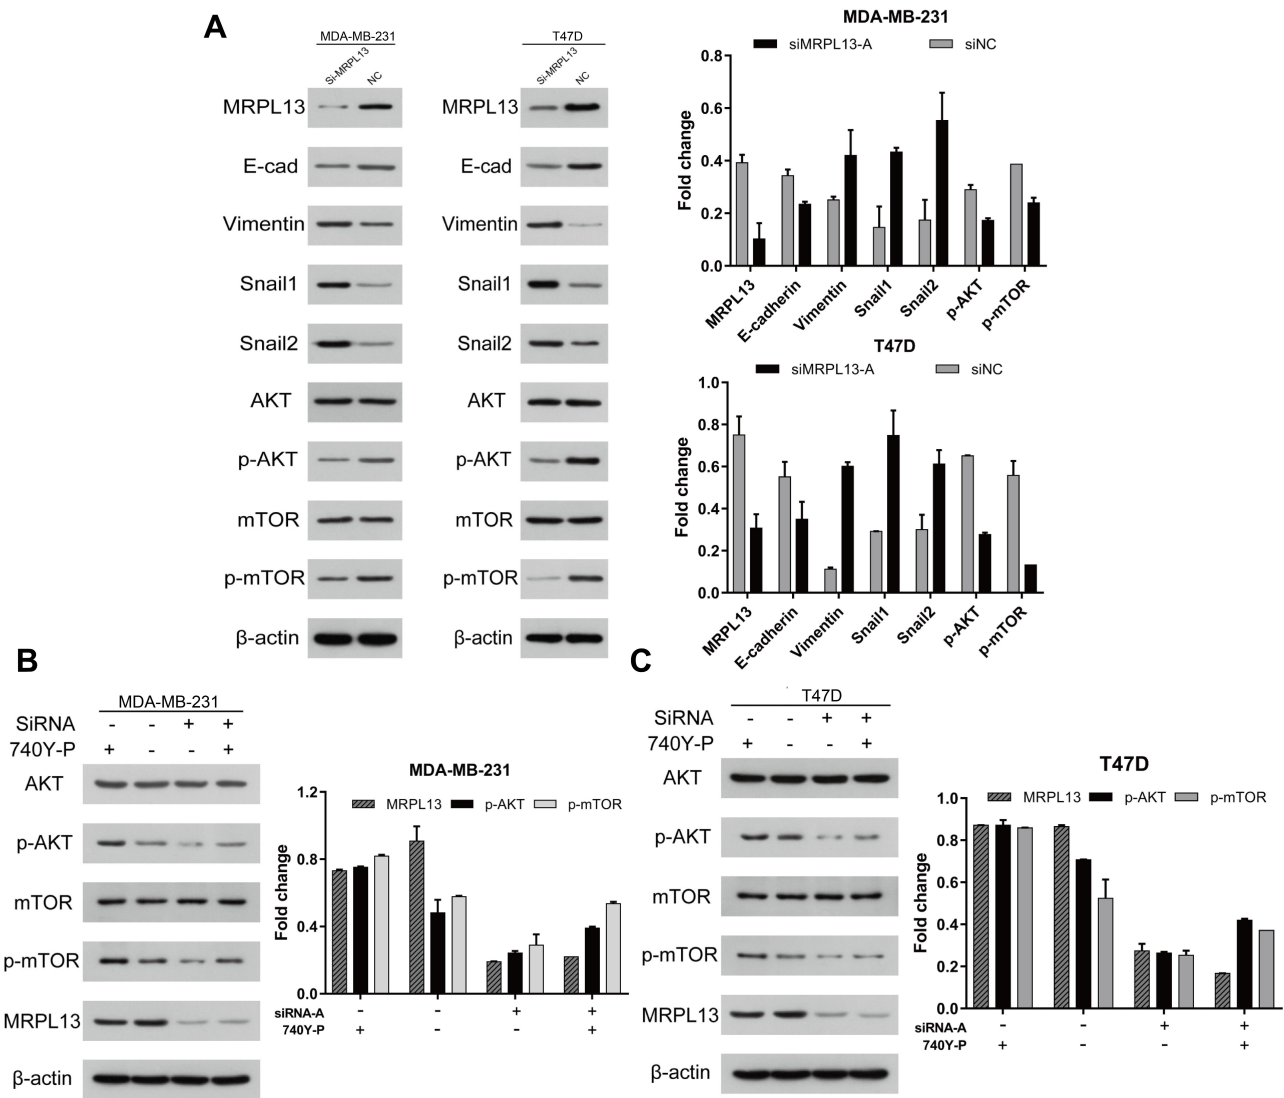 A
MDA-MB-231
Si-MRPL13 NC
MRPL13
E-cad
Vimentin
Snail1
Snail2
AKT
p-AKT
mTOR
p-mTOR
β-actin
T47D
Si-MRPL13 NC
MRPL13
E-cad
Vimentin
Snail1
Snail2
AKT
p-AKT
mTOR
p-mTOR
β-actin
MDA-MB-231
siMRPL13-A siNC
Fold change
0.8
0.6
0.4
0.2
0.0
MRPL13 E-cadherin Vimentin Snail1 Snail2 p-AKT p-mTOR
T47D
siMRPL13-A siNC
Fold change
1.0
0.8
0.6
0.4
0.2
0.0
MRPL13 E-cadherin Vimentin Snail1 Snail2 p-AKT p-mTOR
B
MDA-MB-231
SiRNA - - + +
740Y-P + - - +
AKT
p-AKT
mTOR
p-mTOR
MRPL13
β-actin
MDA-MB-231
MRPL13 p-AKT p-mTOR
Fold change
1.2
0.8
0.4
0.0
siRNA-A - - + +
740Y-P + - - +
C
T47D
SiRNA - - + +
740Y-P + - - +
AKT
p-AKT
mTOR
p-mTOR
MRPL13
β-actin
T47D
MRPL13 p-AKT p-mTOR
Fold change
1.0
0.8
0.6
0.4
0.2
0.0
siRNA-A - - + +
740Y-P + - - +